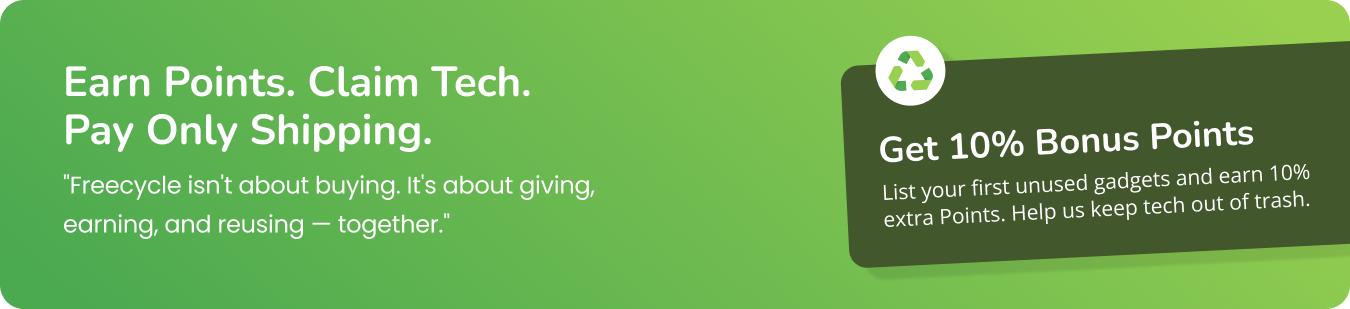 Earn Points. Claim Tech.
Pay Only Shipping.
"Freecycle isn't about buying. It's about giving,
earning, and reusing — together."
Get 10% Bonus Points
List your first unused gadgets and earn 10%
extra Points. Help us keep tech out of trash.